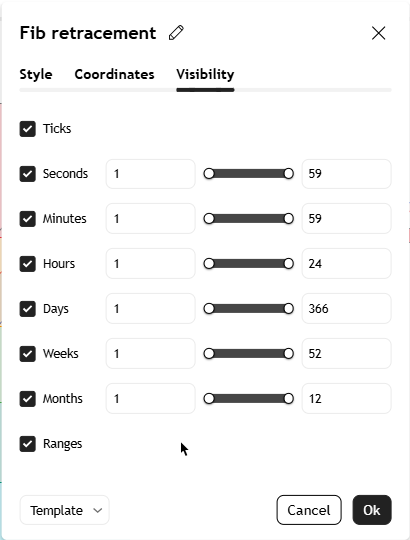 Fib retracement
Style Coordinates Visibility
Ticks
Seconds 1 59
Minutes 1 59
Hours 1 24
Days 1 366
Weeks 1 52
Months 1 12
Ranges
Template Cancel Ok